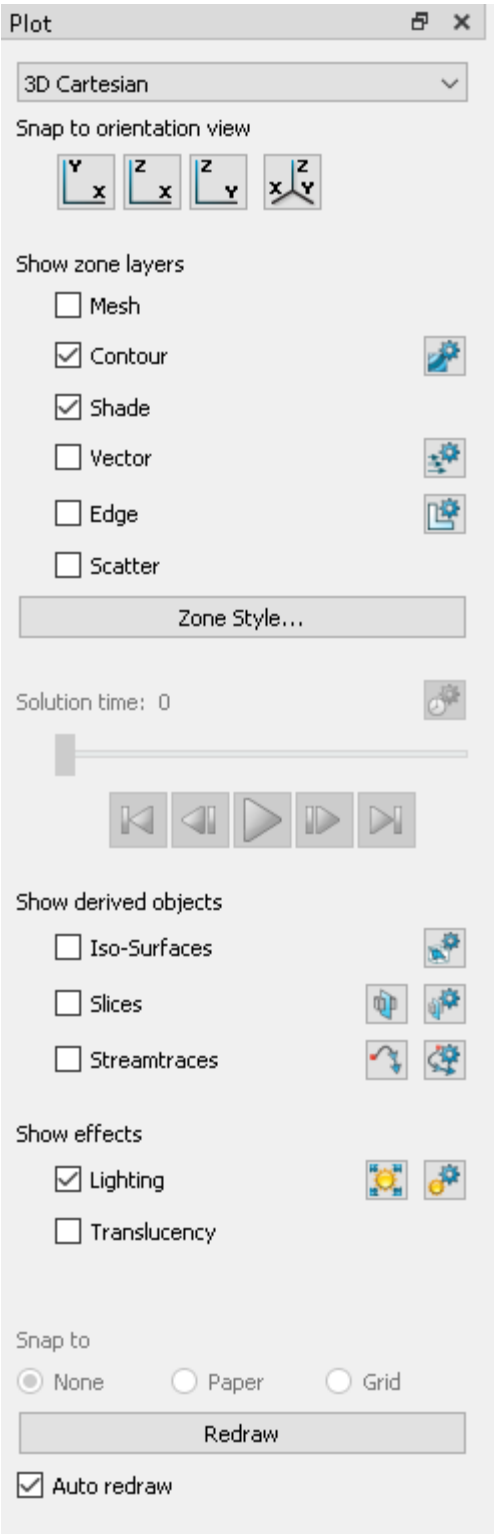 Plot
3D Cartesian
Snap to orientation view
Y X Z X Z Y X Z Y
Show zone layers
Mesh
Contour
Shade
Vector
Edge
Scatter
Zone Style...
Solution time: 0
Show derived objects
Iso-Surfaces
Slices
Streamtraces
Show effects
Lighting
Translucency
Snap to
None Paper Grid
Redraw
Auto redraw